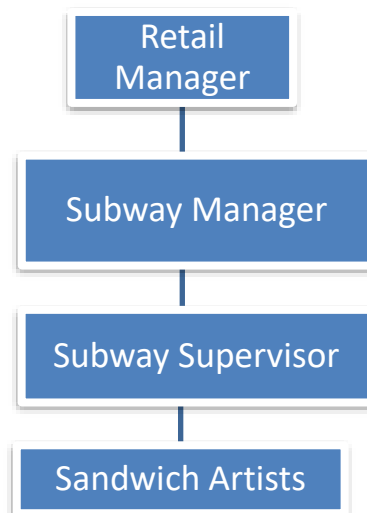 Retail
Manager
Subway Manager
Subway Supervisor
Sandwich Artists